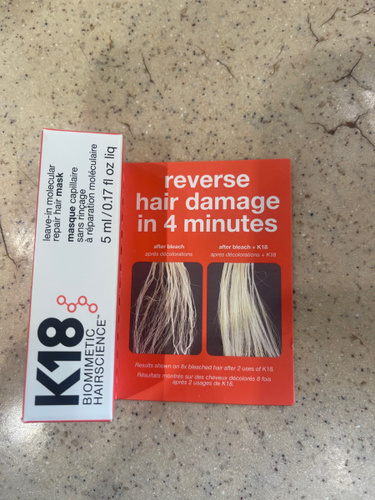 leave-in molecular
repair hair mask
masque capillaire
sans rinçage
à réparation moléculaire
5 ml / 0.17 fl oz liq
K18
BIOMIMETIC
HAIRSCIENCE™
reverse
hair damage
in 4 minutes
after bleach
après décolorations
after bleach + K18
après décolorations + K18
Results shown on 8x bleached hair after 2 uses of K18.
Résultats montrés sur des cheveux décolorés 8 fois
après 2 usages de K18.